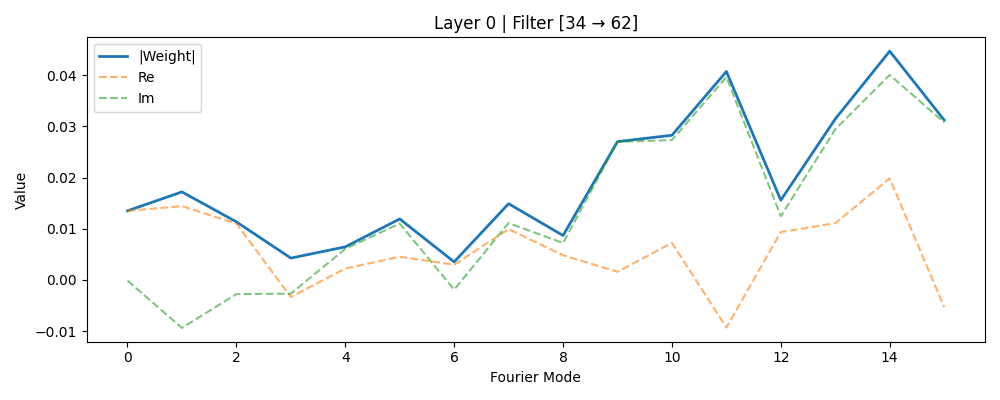 Layer 0 | Filter [34 → 62]
|Weight|
Re
Im
Value
0.04
0.03
0.02
0.01
0.00
−0.01
0 2 4 6 8 10 12 14
Fourier Mode